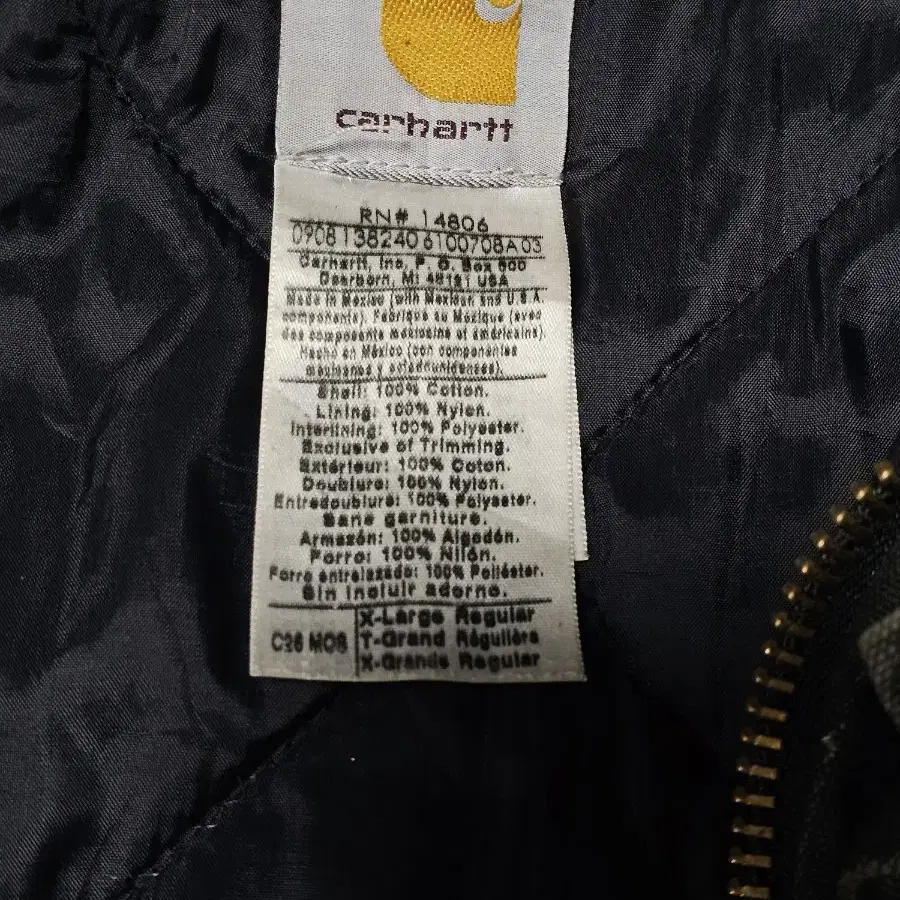 carhartt
RN# 14806
0908138240 6100708A03
Carhartt, Inc, P. O. Box 600
Dearborn, MI 48121 USA
Made in Mexico (with Mexican and U.S.A.
components). Fabriqué au Mexique (avec
des composants mexicains et américains).
Hecho en México (con componentes
mexicanos y estadounidenses).
Shell: 100% Cotton.
Lining: 100% Nylon.
Interlining: 100% Polyester.
Exclusive of Trimming.
Extérieur: 100% Coton.
Doublure: 100% Nylon.
Entredoublure: 100% Polyester.
Sans garniture.
Armazón: 100% Algodón.
Forro: 100% Nilón.
Forro entrelazado: 100% Poliéster.
Sin incluir adorno.
C26 MOS
X-Large Regular
T-Grand Régulière
X-Grande Regular